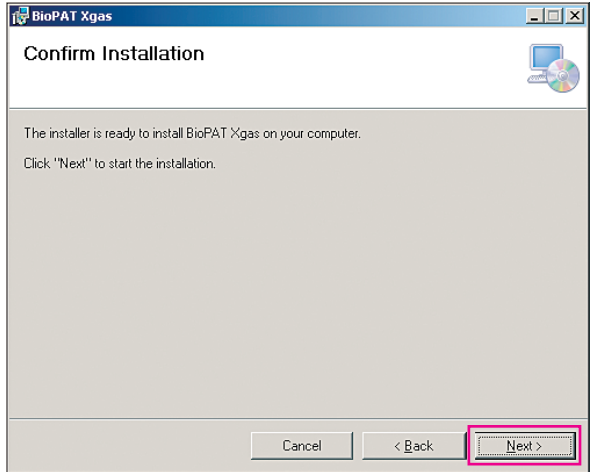 BioPAT Xgas
Confirm Installation
The installer is ready to install BioPAT Xgas on your computer.
Click "Next" to start the installation.
Cancel
< Back
Next >